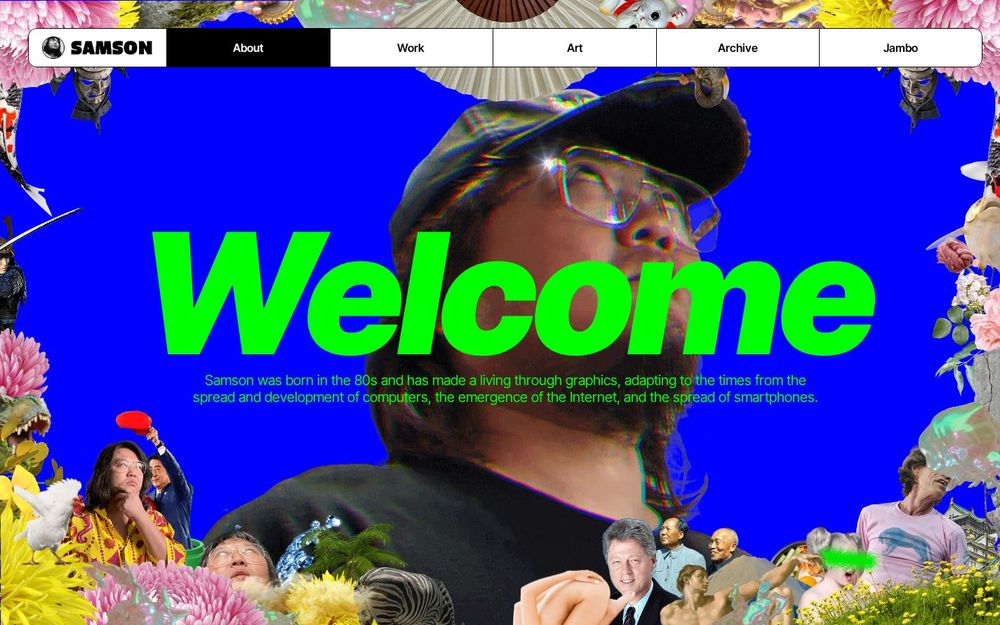 SAMSON
About
Work
Art
Archive
Jambo
Welcome
Samson was born in the 80s and has made a living through graphics, adapting to the times from the
spread and development of computers, the emergence of the Internet, and the spread of smartphones.